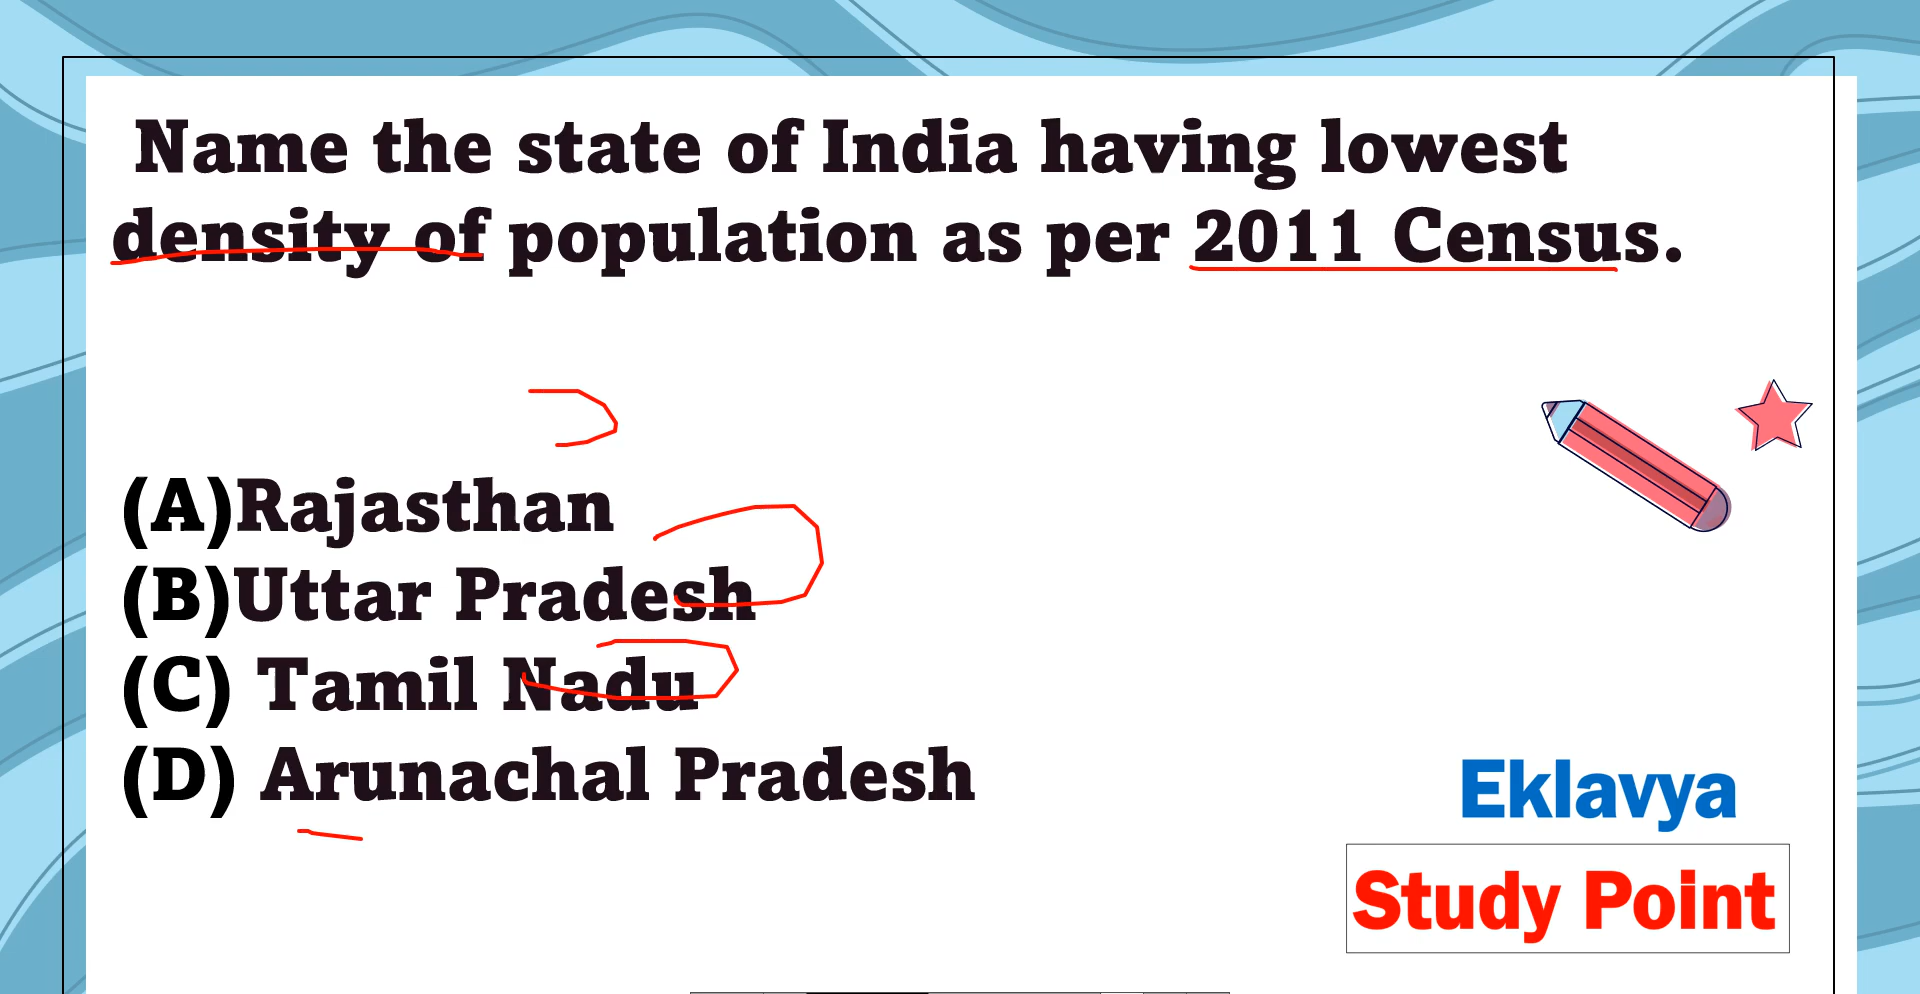 Name the state of India having lowest
density of population as per 2011 Census.
(A)Rajasthan
(B)Uttar Pradesh
(C) Tamil Nadu
(D) Arunachal Pradesh
Eklavya
Study Point